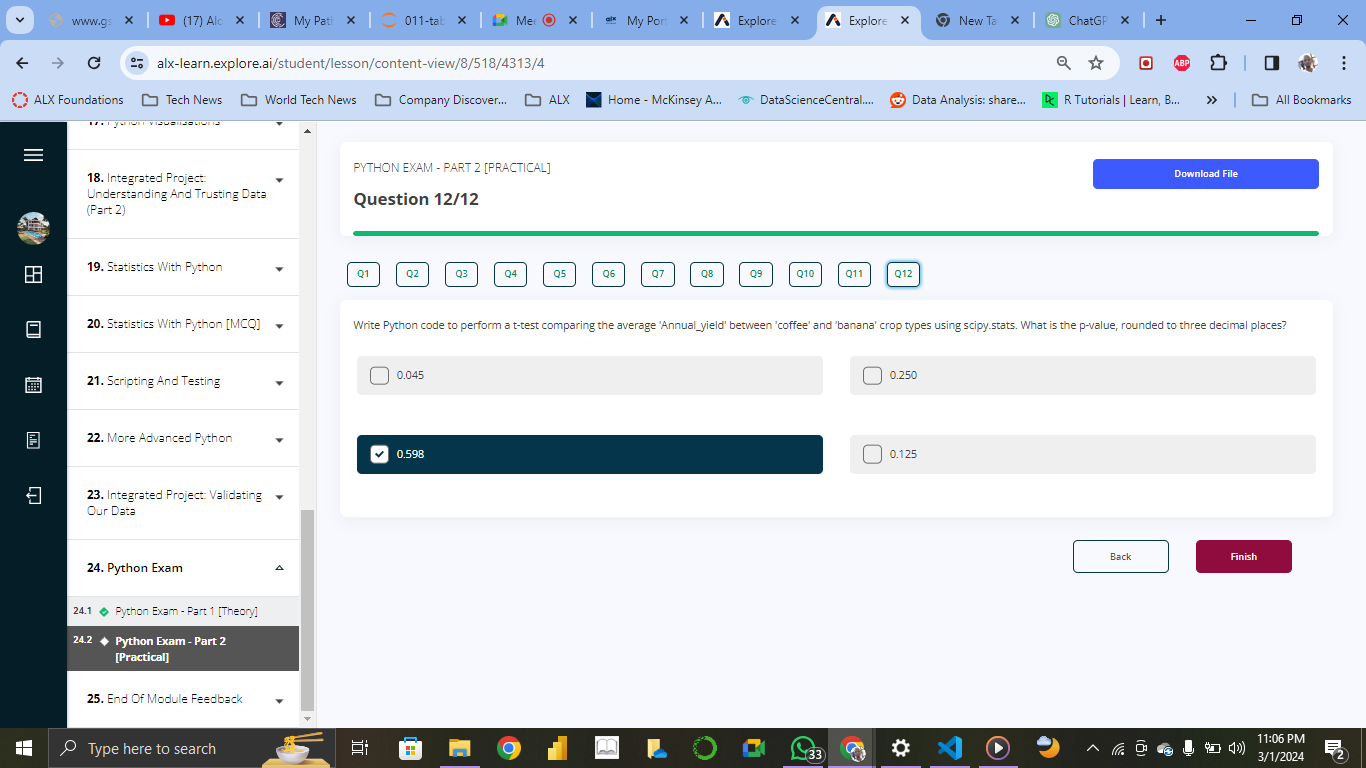 www.gs
(17) Alo
My Path
011-tab
Mee
My Port
Explore
Explore
New Ta
ChatGP
alx-learn.explore.ai/student/lesson/content-view/8/518/4313/4
ABP
ALX Foundations
Tech News
World Tech News
Company Discover...
ALX
Home - McKinsey A...
DataScienceCentral....
Data Analysis: share...
R Tutorials | Learn, B...
»
All Bookmarks
17. Python Visualisations
18. Integrated Project:
Understanding And Trusting Data
(Part 2)
19. Statistics With Python
20. Statistics With Python [MCQ]
21. Scripting And Testing
22. More Advanced Python
23. Integrated Project: Validating
Our Data
24. Python Exam
24.1 Python Exam - Part 1 [Theory]
24.2 Python Exam - Part 2
[Practical]
25. End Of Module Feedback
PYTHON EXAM - PART 2 [PRACTICAL]
Question 12/12
Download File
Q1
Q2
Q3
Q4
Q5
Q6
Q7
Q8
Q9
Q10
Q11
Q12
Write Python code to perform a t-test comparing the average 'Annual_yield' between 'coffee' and 'banana' crop types using scipy.stats. What is the p-value, rounded to three decimal places?
0.045
0.250
0.598
0.125
Back
Finish
Type here to search
33
11:06 PM
3/1/2024
2